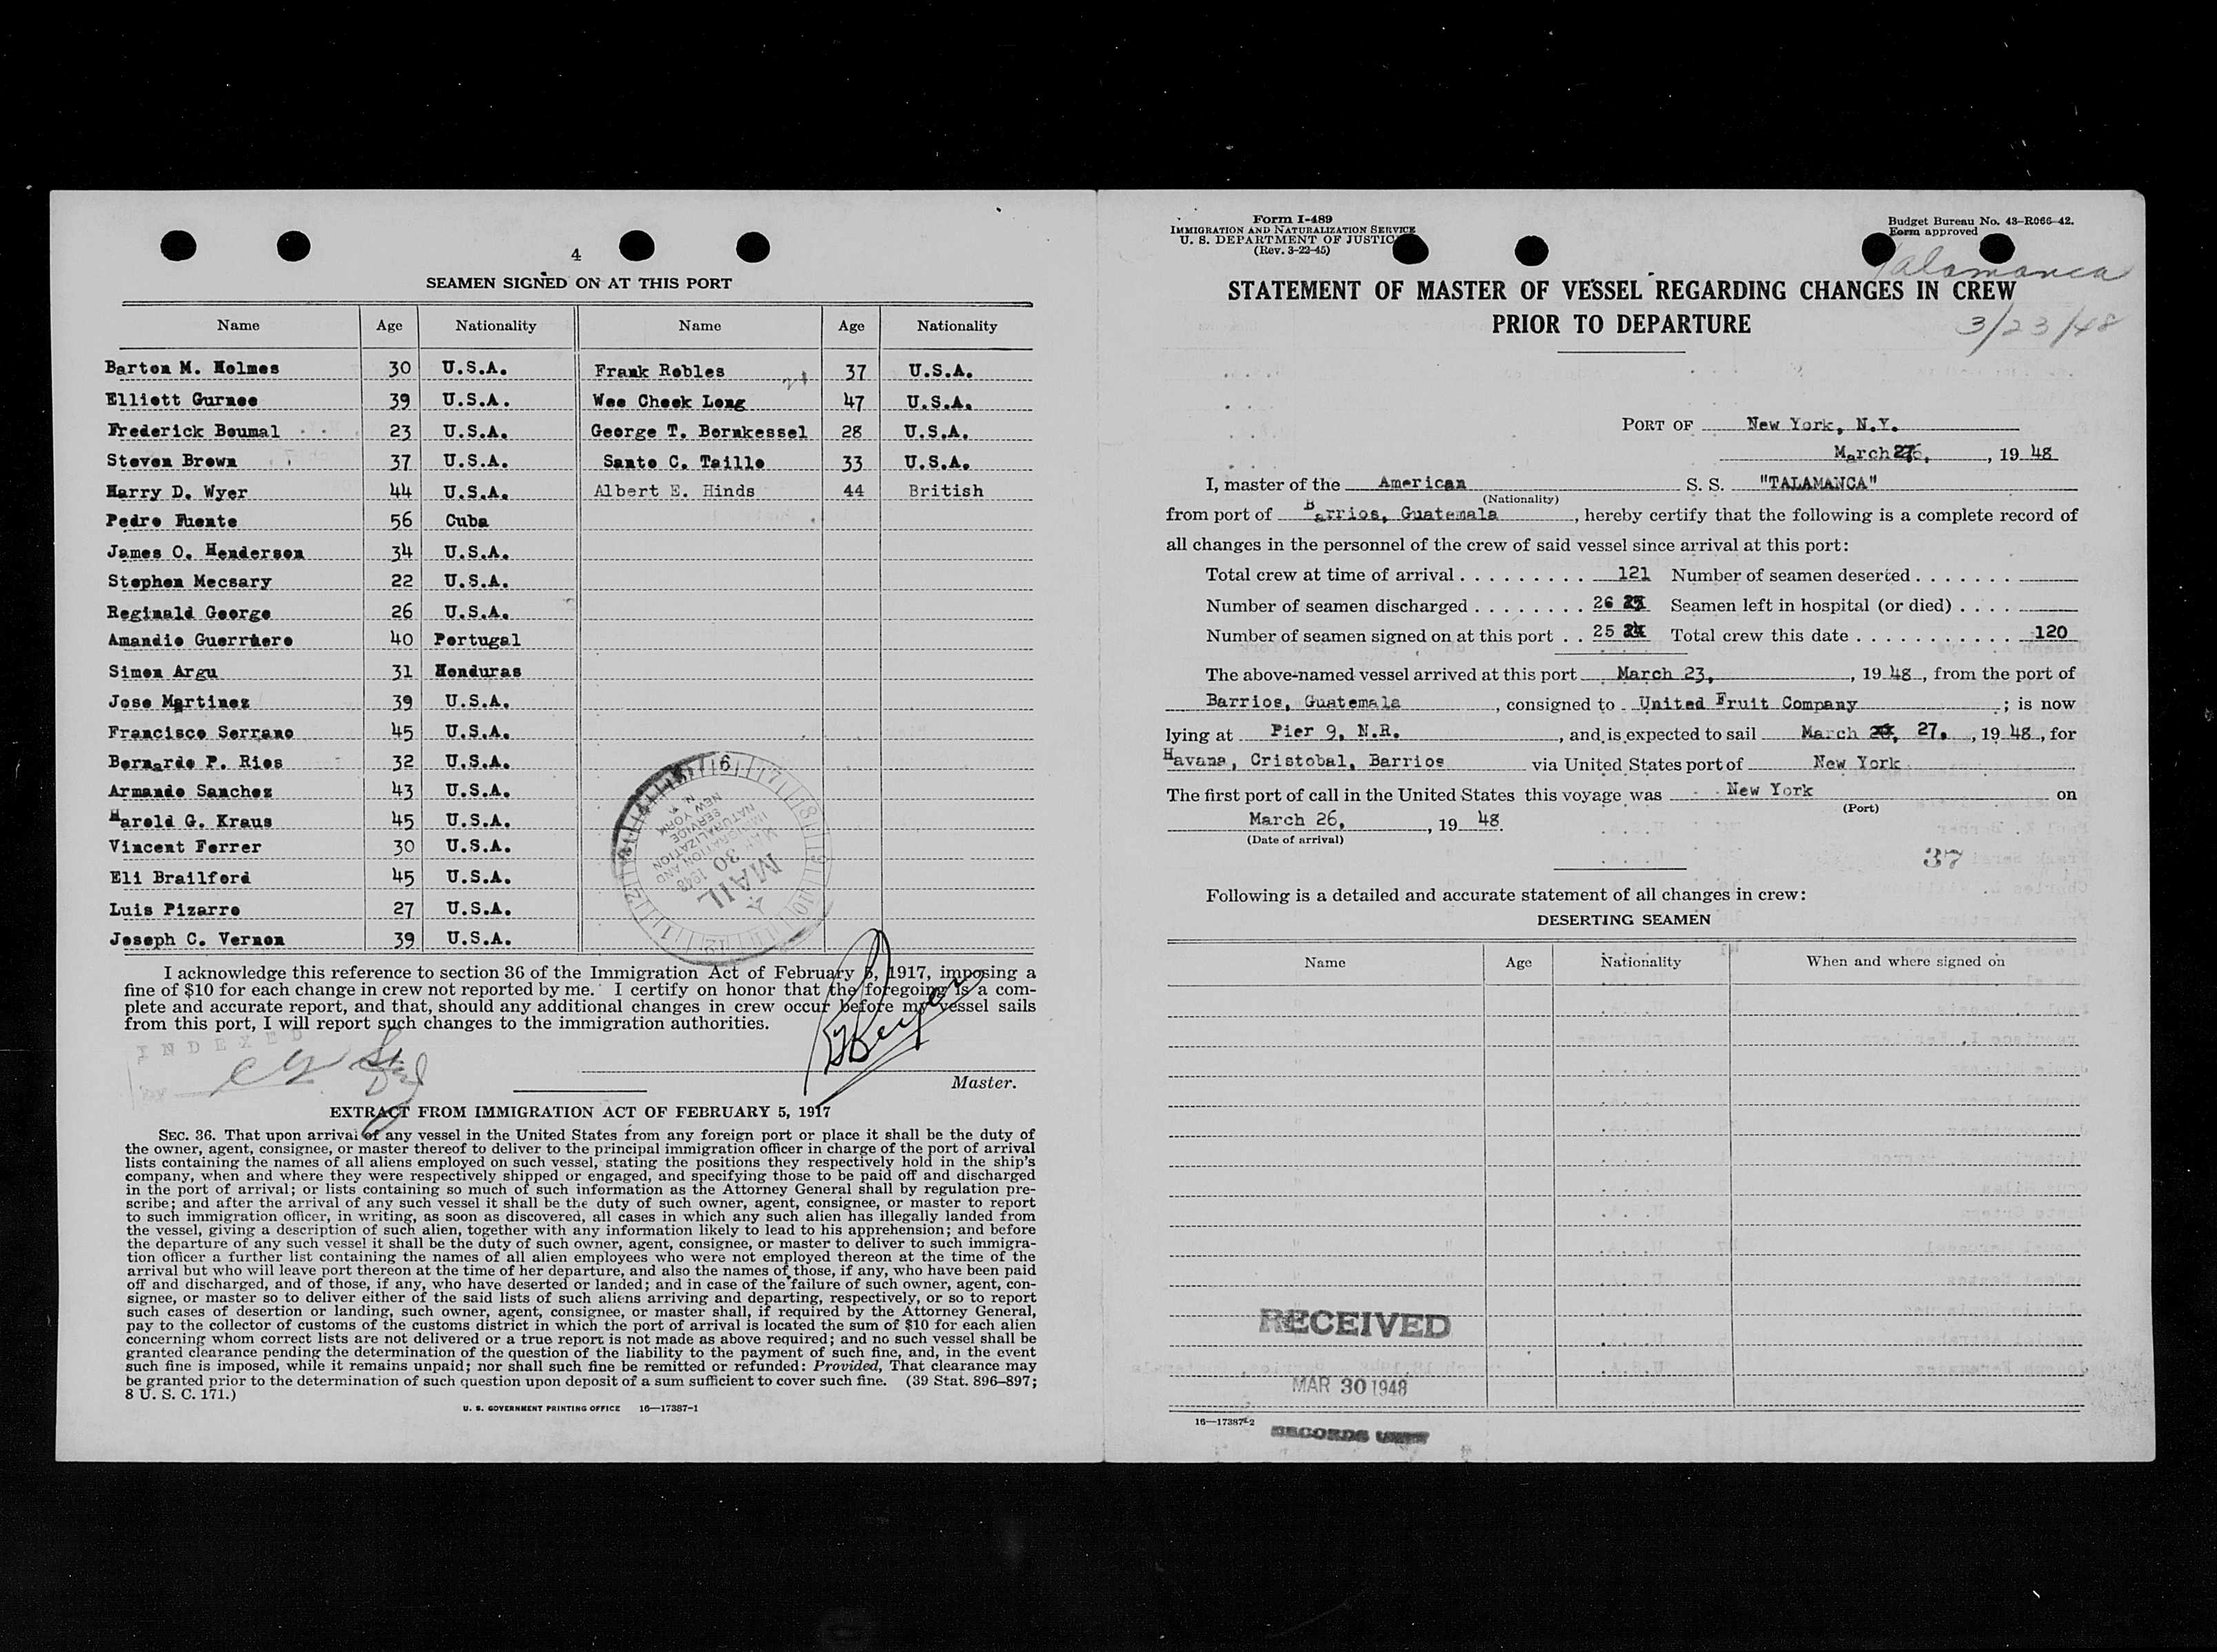 4
SEAMEN SIGNED ON AT THIS PORT
Name Age Nationality Name Age Nationality
Barton M. Holmes 30 U.S.A. Frank Robles 37 U.S.A.
Elliott Gurnee 39 U.S.A. Wee Cheek Long 47 U.S.A.
Frederick Boumal 23 U.S.A. George T. Bornkessel 28 U.S.A.
Steven Brown 37 U.S.A. Santo C. Taillo 33 U.S.A.
Harry D. Wyer 44 U.S.A. Albert E. Hinds 44 British
Pedro Fuente 56 Cuba
James O. Henderson 34 U.S.A.
Stephen Mecsary 22 U.S.A.
Reginald George 26 U.S.A.
Amandio Guerrero 40 Portugal
Simon Argu 31 Honduras
Jose Martinez 39 U.S.A.
Francisco Serrano 45 U.S.A.
Bernardo P. Rios 32 U.S.A.
Armando Sanchez 43 U.S.A.
Harold G. Kraus 45 U.S.A.
Vincent Ferrer 30 U.S.A.
Eli Brailford 45 U.S.A.
Luis Pizarro 27 U.S.A.
Joseph C. Vernon 39 U.S.A.
MAIL
MAR 30 1948
IMMIGRATION AND
NATURALIZATION
SERVICE
NEW YORK
N. Y.
I acknowledge this reference to section 36 of the Immigration Act of February 5, 1917, imposing a
fine of $10 for each change in crew not reported by me. I certify on honor that the foregoing is a com-
plete and accurate report, and that, should any additional changes in crew occur before my vessel sails
from this port, I will report such changes to the immigration authorities.
INDEXED
by
Master.
EXTRACT FROM IMMIGRATION ACT OF FEBRUARY 5, 1917
SEC. 36. That upon arrival of any vessel in the United States from any foreign port or place it shall be the duty of
the owner, agent, consignee, or master thereof to deliver to the principal immigration officer in charge of the port of arrival
lists containing the names of all aliens employed on such vessel, stating the positions they respectively hold in the ship's
company, when and where they were respectively shipped or engaged, and specifying those to be paid off and discharged
in the port of arrival; or lists containing so much of such information as the Attorney General shall by regulation pre-
scribe; and after the arrival of any such vessel it shall be the duty of such owner, agent, consignee, or master to report
to such immigration officer, in writing, as soon as discovered, all cases in which any such alien has illegally landed from
the vessel, giving a description of such alien, together with any information likely to lead to his apprehension; and before
the departure of any such vessel it shall be the duty of such owner, agent, consignee, or master to deliver to such immigra-
tion officer a further list containing the names of all alien employees who were not employed thereon at the time of the
arrival but who will leave port thereon at the time of her departure, and also the names of those, if any, who have been paid
off and discharged, and of those, if any, who have deserted or landed; and in case of the failure of such owner, agent, con-
signee, or master so to deliver either of the said lists of such aliens arriving and departing, respectively, or so to report
such cases of desertion or landing, such owner, agent, consignee, or master shall, if required by the Attorney General,
pay to the collector of customs of the customs district in which the port of arrival is located the sum of $10 for each alien
concerning whom correct lists are not delivered or a true report is not made as above required; and no such vessel shall be
granted clearance pending the determination of the question of the liability to the payment of such fine, and, in the event
such fine is imposed, while it remains unpaid; nor shall such fine be remitted or refunded: Provided, That clearance may
be granted prior to the determination of such question upon deposit of a sum sufficient to cover such fine. (39 Stat. 896–897;
8 U. S. C. 171.)
U. S. GOVERNMENT PRINTING OFFICE 16—17387-1
Form I-489
IMMIGRATION AND NATURALIZATION SERVICE
U. S. DEPARTMENT OF JUSTIC
(Rev. 3-22-45)
Budget Bureau No. 43-R066-42.
Form approved
Talamanca
STATEMENT OF MASTER OF VESSEL REGARDING CHANGES IN CREW
PRIOR TO DEPARTURE
3/23/48
PORT OF New York, N.Y.
March 26, , 19 48
I, master of the American S. S. "TALAMANCA"
(Nationality)
from port of Barrios, Guatemala , hereby certify that the following is a complete record of
all changes in the personnel of the crew of said vessel since arrival at this port:
Total crew at time of arrival . . . . . . . . . 121 Number of seamen deserted . . . . . . .
Number of seamen discharged . . . . . . . . 26 Seamen left in hospital (or died) . . . .
Number of seamen signed on at this port . . 25 Total crew this date . . . . . . . . . . . 120
The above-named vessel arrived at this port March 23, , 19 48 , from the port of
Barrios, Guatemala , consigned to United Fruit Company ; is now
lying at Pier 9, N.R. , and is expected to sail March 27, , 19 48 , for
Havana, Cristobal, Barrios via United States port of New York
The first port of call in the United States this voyage was New York on
(Port)
March 26, , 19 48.
(Date of arrival)
37
Following is a detailed and accurate statement of all changes in crew:
DESERTING SEAMEN
Name Age Nationality When and where signed on
RECEIVED
MAR 30 1948
16—17387-2
RECORDS UNIT